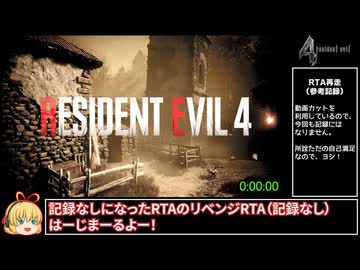 RESIDENT EVIL 4
4 resident evil
RTA再走
(参考記録)
動画カットを
利用しているので、
今回も記録には
なりません。
所詮ただの自己満足
なので、ヨシ!
0:00:00
記録なしになったRTAのリベンジRTA(記録なし)
はーじまーるよー!